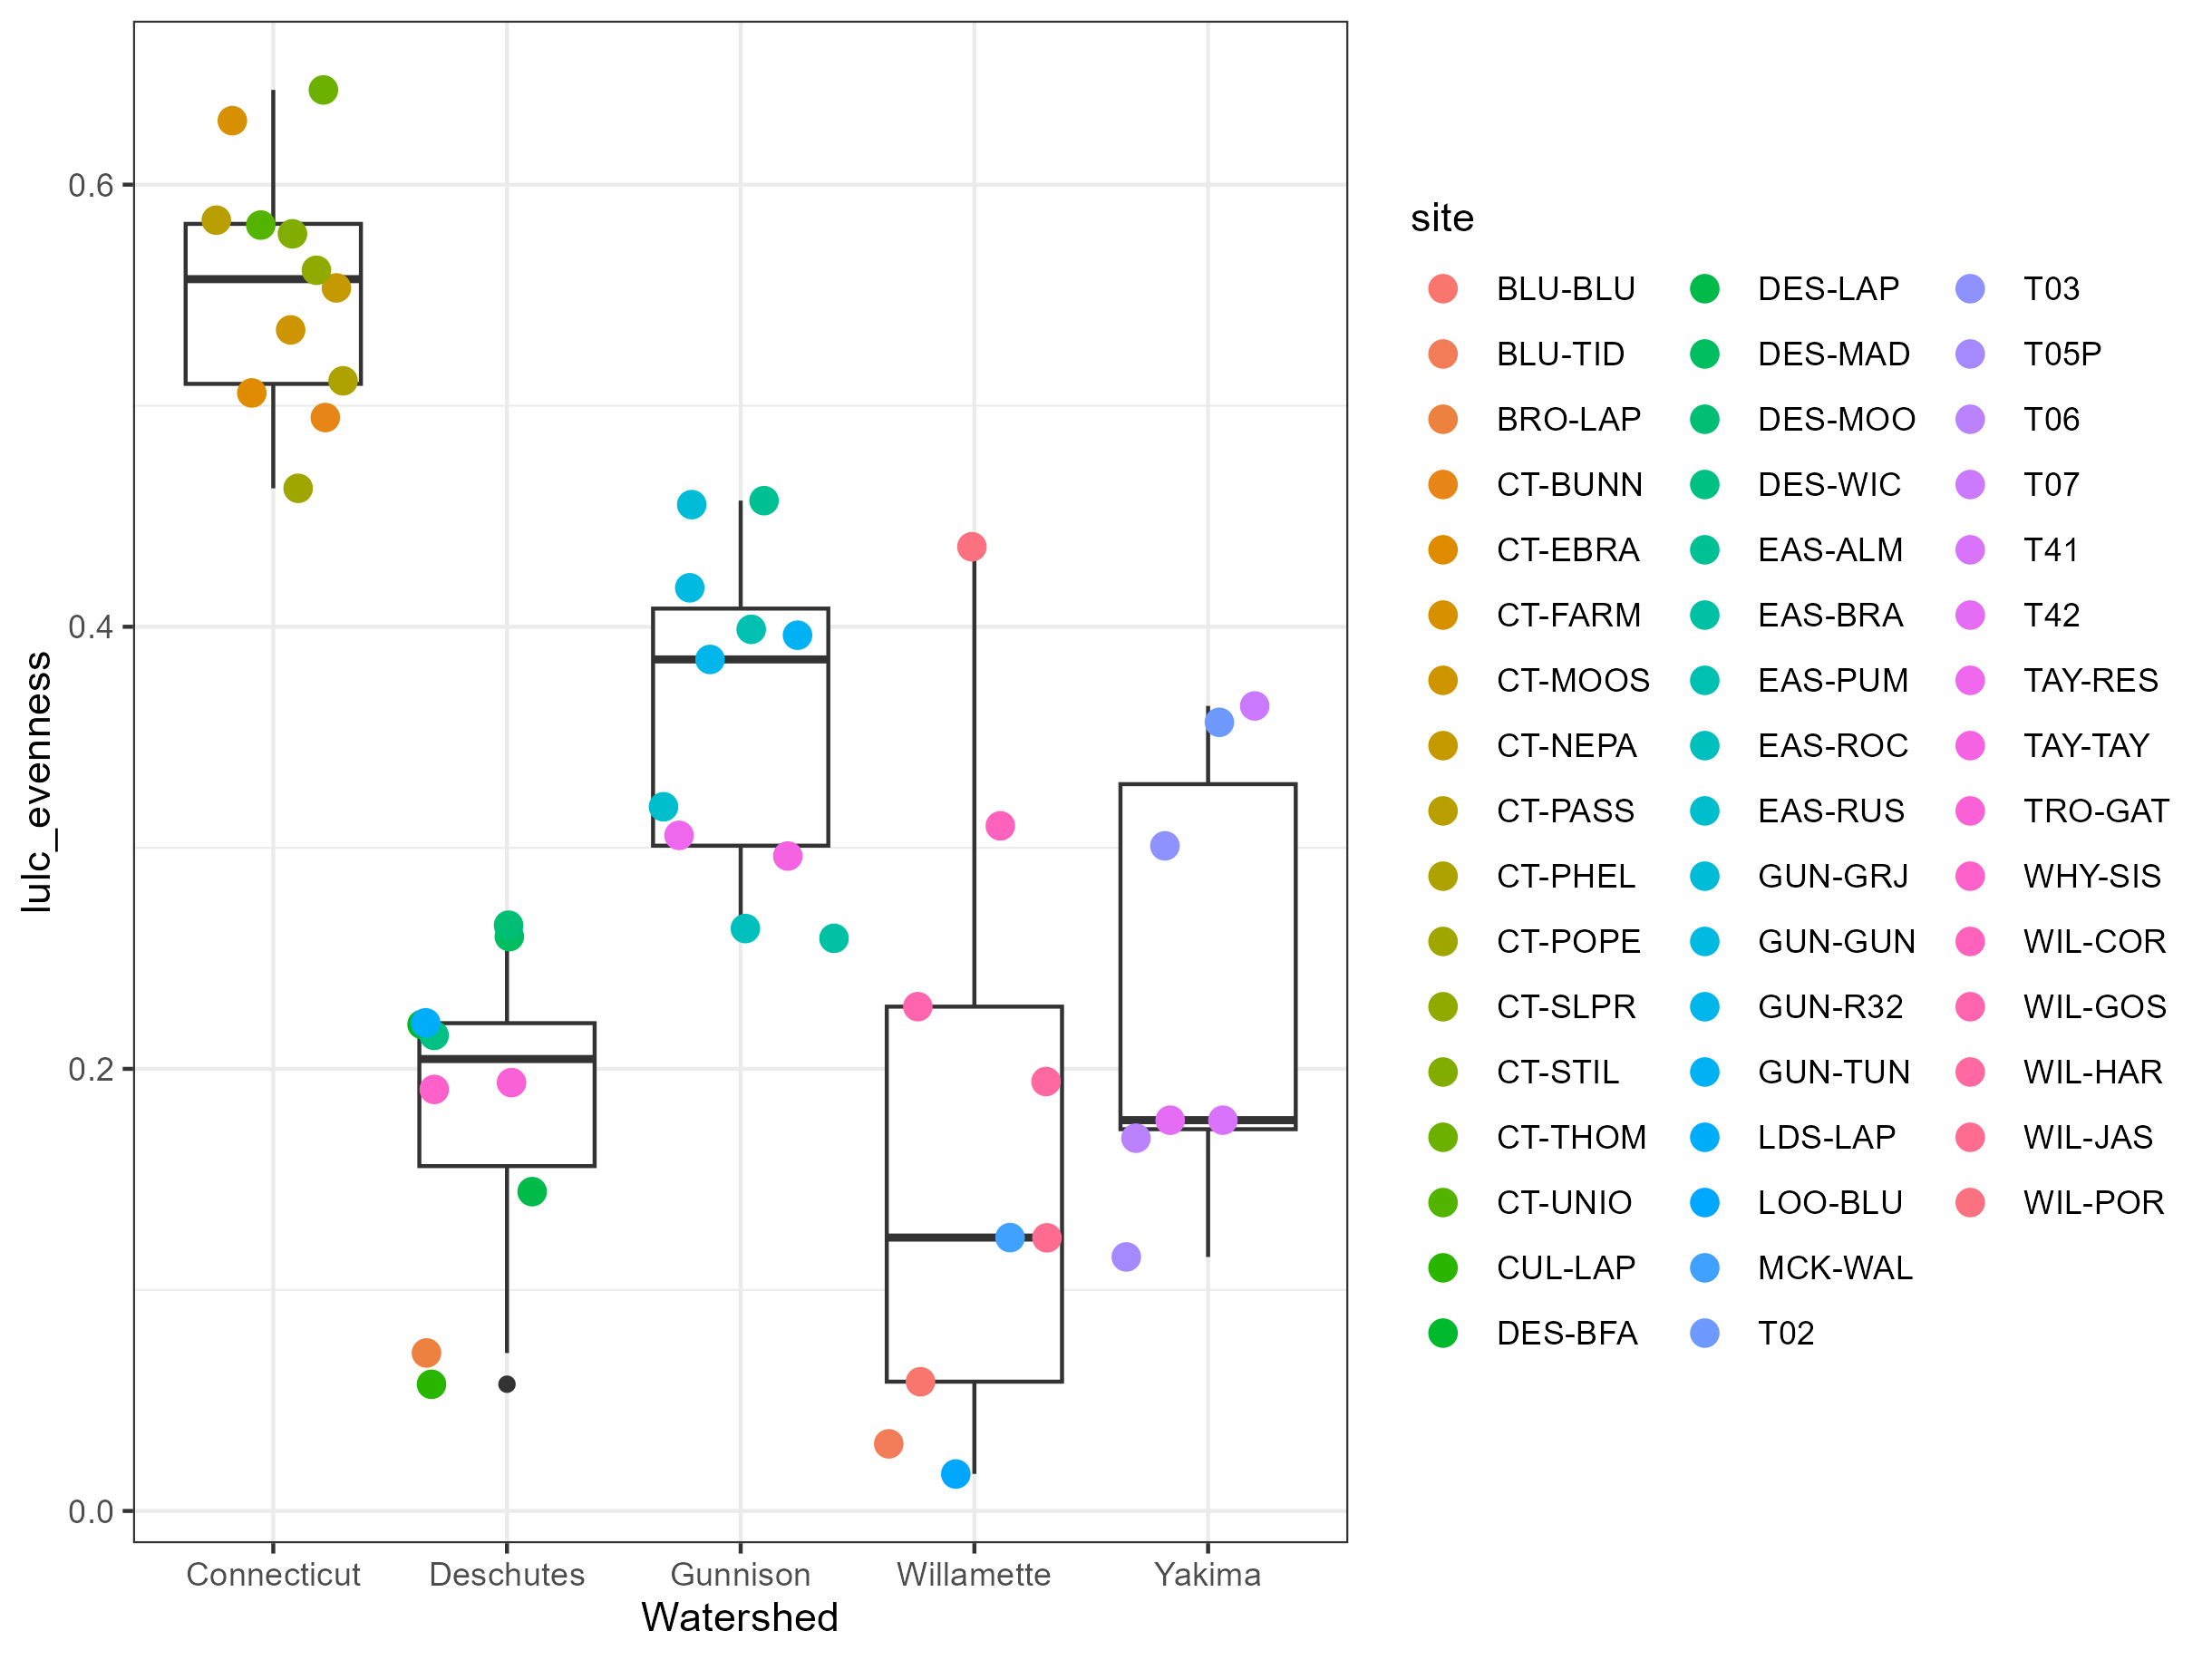 lulc_evenness
0.6
0.4
0.2
0.0
Connecticut Deschutes Gunnison Willamette Yakima
Watershed
site
BLU-BLU
BLU-TID
BRO-LAP
CT-BUNN
CT-EBRA
CT-FARM
CT-MOOS
CT-NEPA
CT-PASS
CT-PHEL
CT-POPE
CT-SLPR
CT-STIL
CT-THOM
CT-UNIO
CUL-LAP
DES-BFA
DES-LAP
DES-MAD
DES-MOO
DES-WIC
EAS-ALM
EAS-BRA
EAS-PUM
EAS-ROC
EAS-RUS
GUN-GRJ
GUN-GUN
GUN-R32
GUN-TUN
LDS-LAP
LOO-BLU
MCK-WAL
T02
T03
T05P
T06
T07
T41
T42
TAY-RES
TAY-TAY
TRO-GAT
WHY-SIS
WIL-COR
WIL-GOS
WIL-HAR
WIL-JAS
WIL-POR